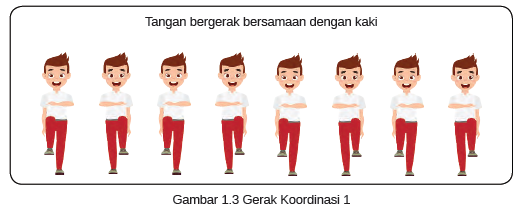 Tangan bergerak bersamaan dengan kaki
Gambar 1.3 Gerak Koordinasi 1